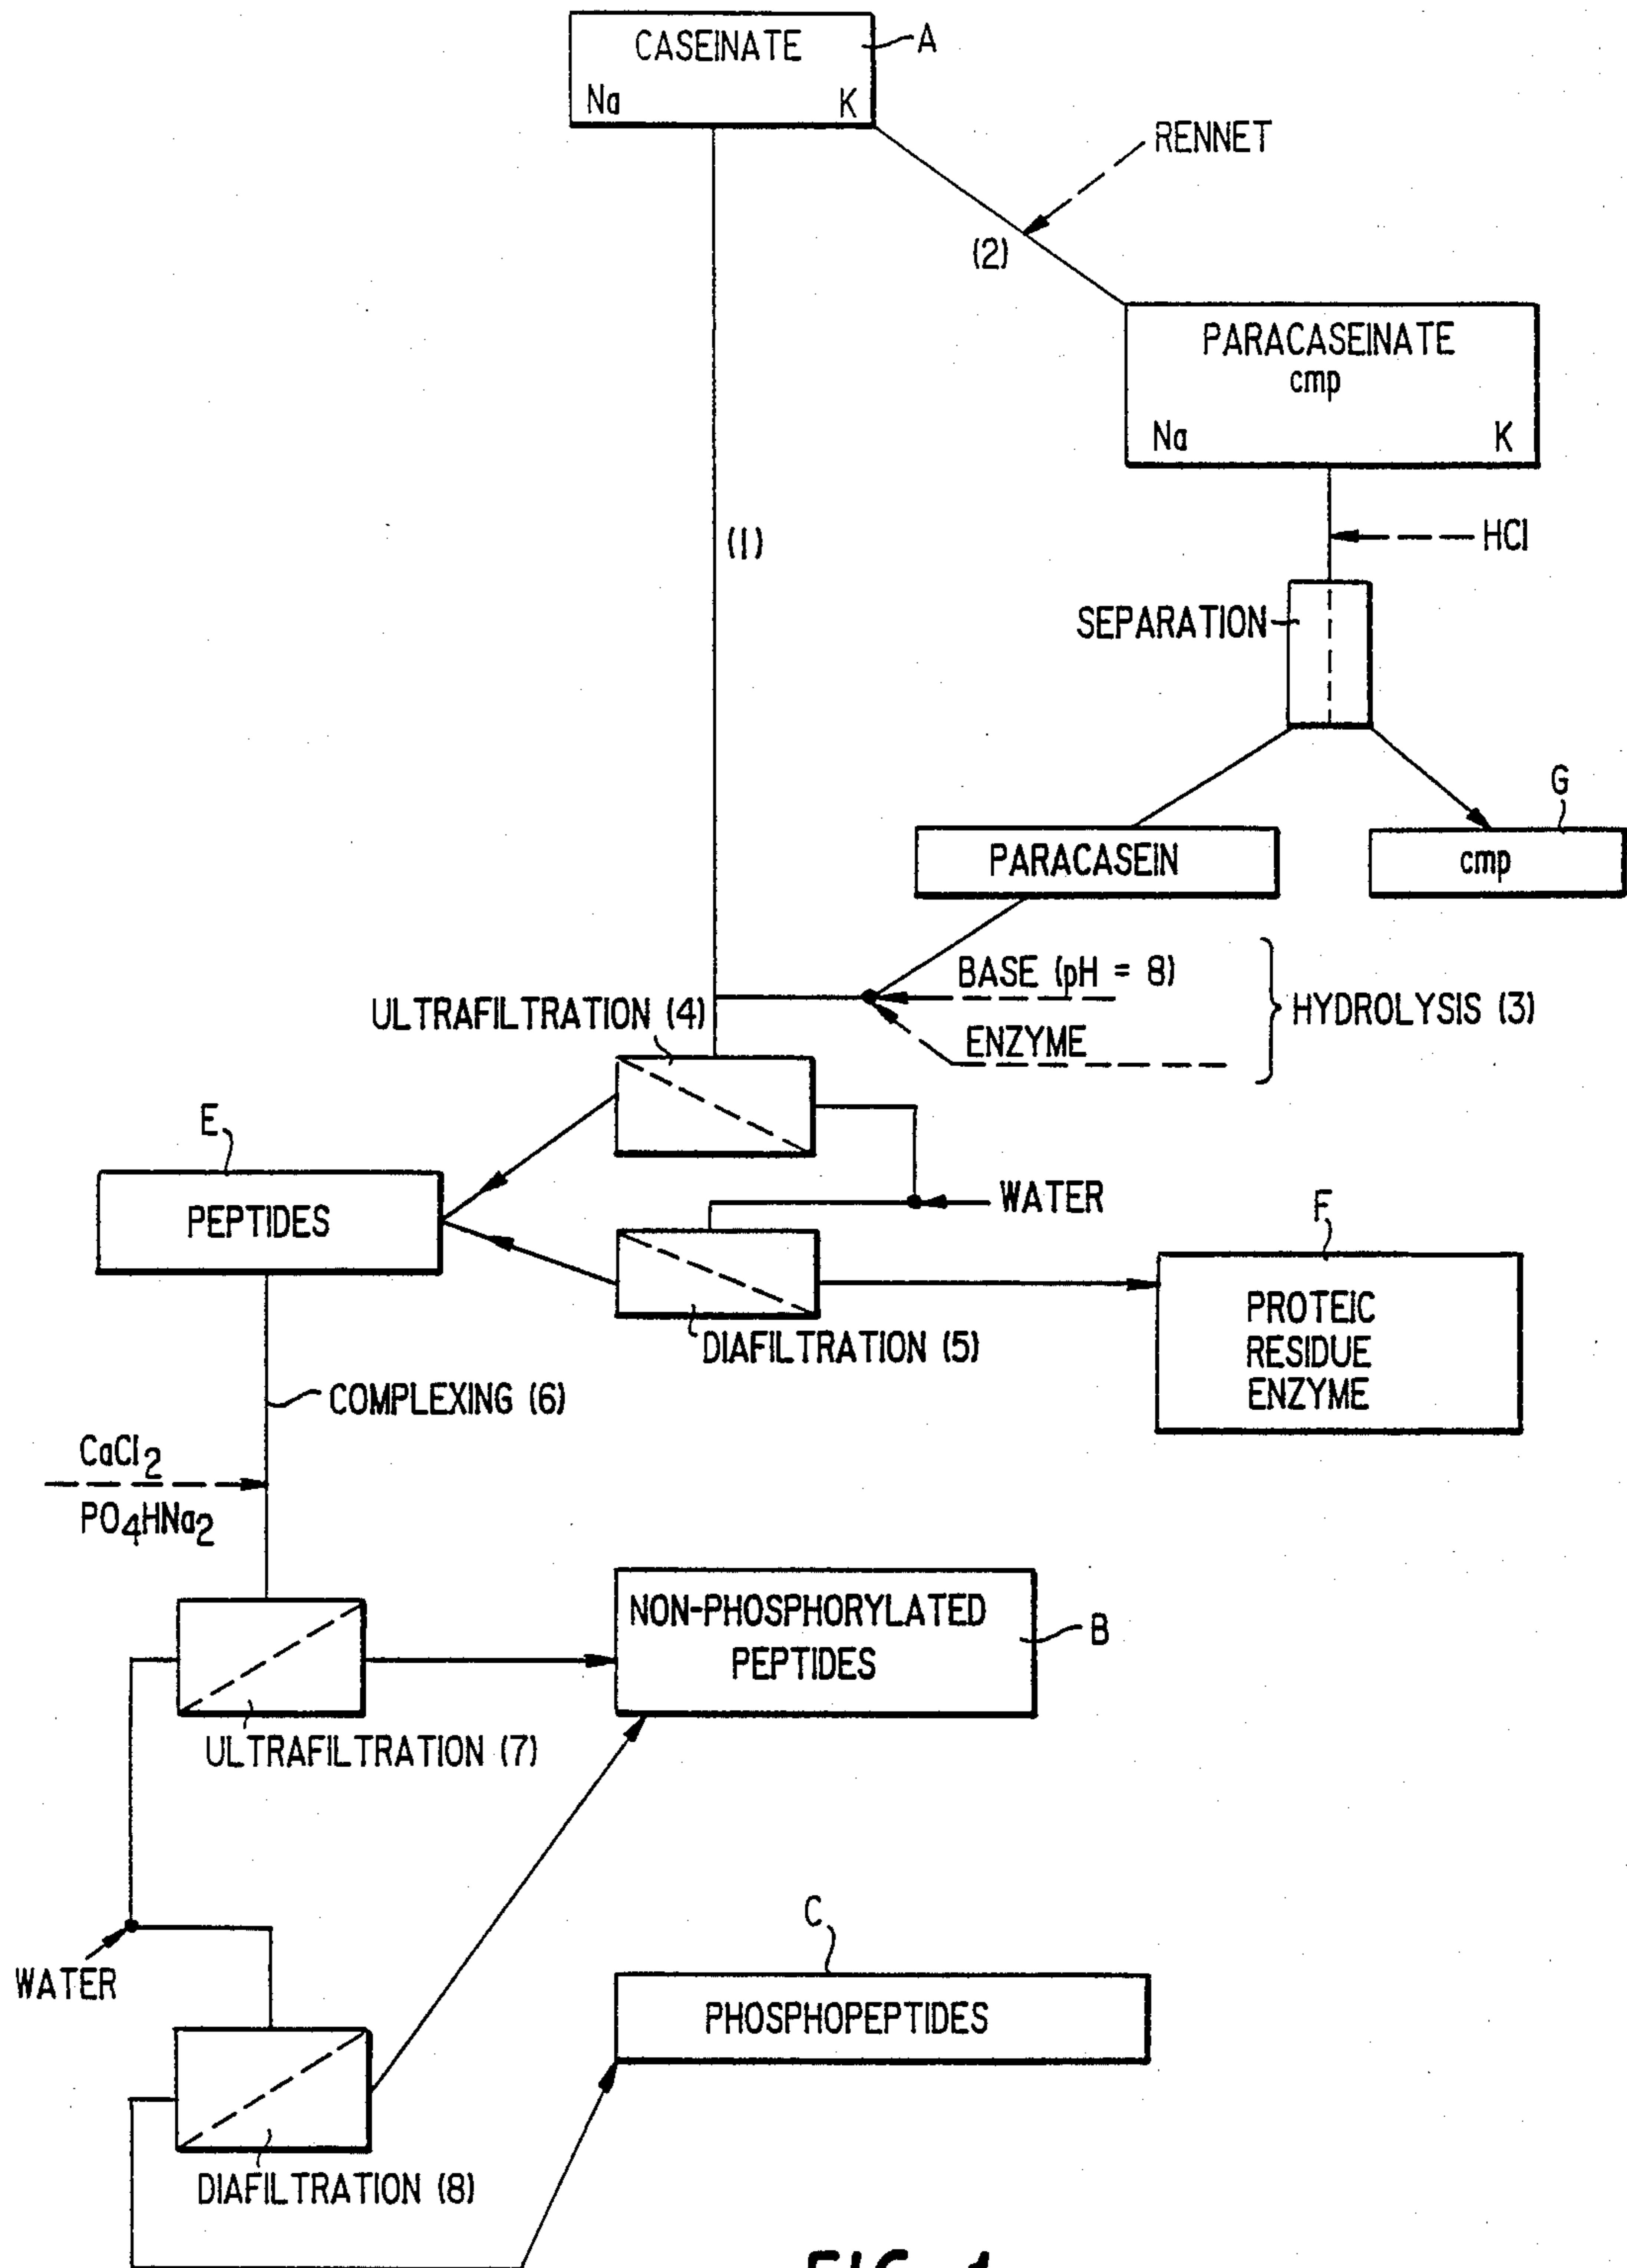 CASEINATE
A
Na K
RENNET
(2)
PARACASEINATE
cmp
Na K
(1)
HCl
SEPARATION
G
PARACASEIN
cmp
BASE (pH = 8)
ULTRAFILTRATION (4)
HYDROLYSIS (3)
ENZYME
E
PEPTIDES
WATER
F
PROTEIC
RESIDUE
ENZYME
DIAFILTRATION (5)
COMPLEXING (6)
CaCl2
PO4HNa2
NON-PHOSPHORYLATED
PEPTIDES
B
ULTRAFILTRATION (7)
C
WATER
PHOSPHOPEPTIDES
DIAFILTRATION (8)
FIG. 1